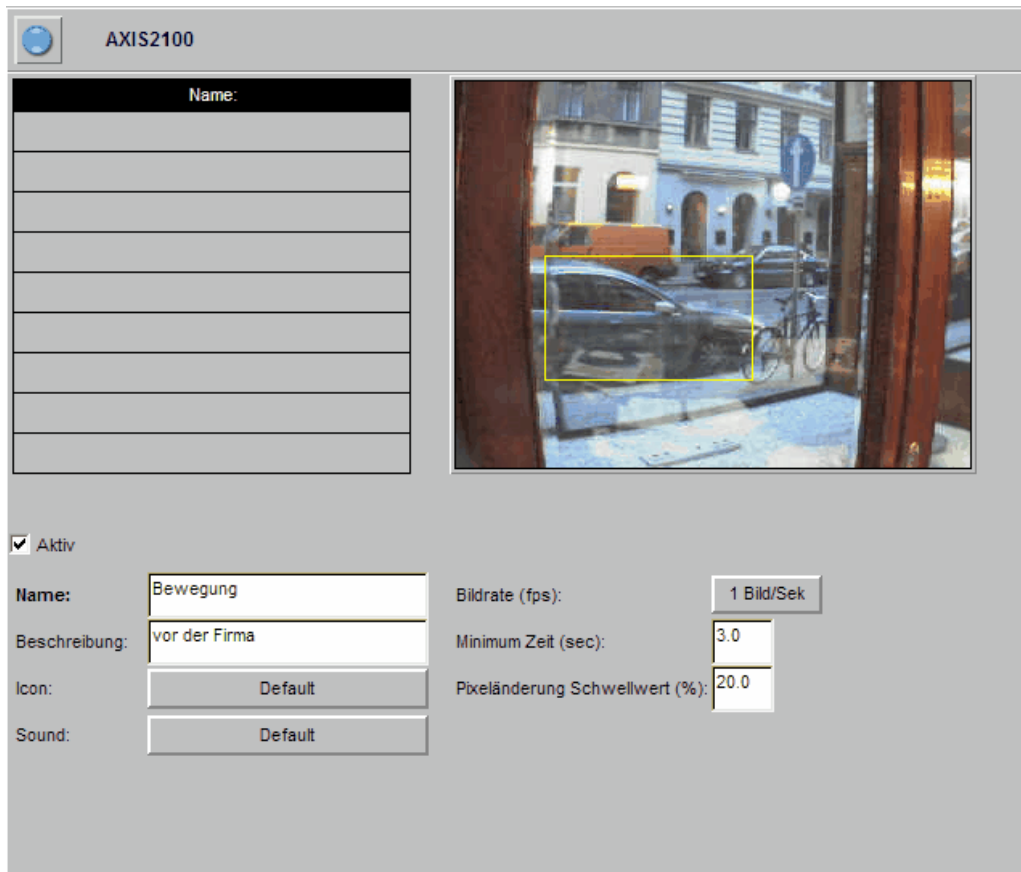 AXIS2100
Name:
Aktiv
Name:
Bewegung
Bildrate (fps):
1 Bild/Sek
Beschreibung:
vor der Firma
Minimum Zeit (sec):
3.0
Icon:
Default
Pixeländerung Schwellwert (%):
20.0
Sound:
Default